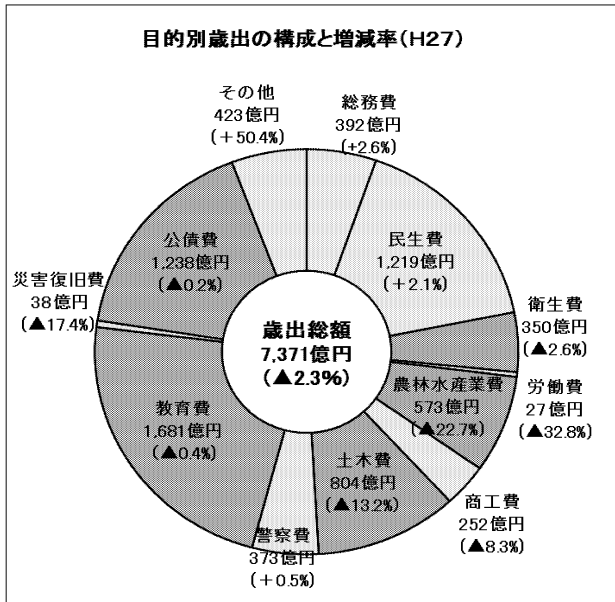 目的別歳出の構成と増減率(H27)
総務費
392億円
(+2.6%)
民生費
1,219億円
(+2.1%)
衛生費
350億円
(▲2.6%)
労働費
27億円
(▲32.8%)
農林水産業費
573億円
(▲22.7%)
商工費
252億円
(▲8.3%)
土木費
804億円
(▲13.2%)
警察費
373億円
(+0.5%)
教育費
1,681億円
(▲0.4%)
災害復旧費
38億円
(▲17.4%)
公債費
1,238億円
(▲0.2%)
その他
423億円
(+50.4%)
歳出総額
7,371億円
(▲2.3%)